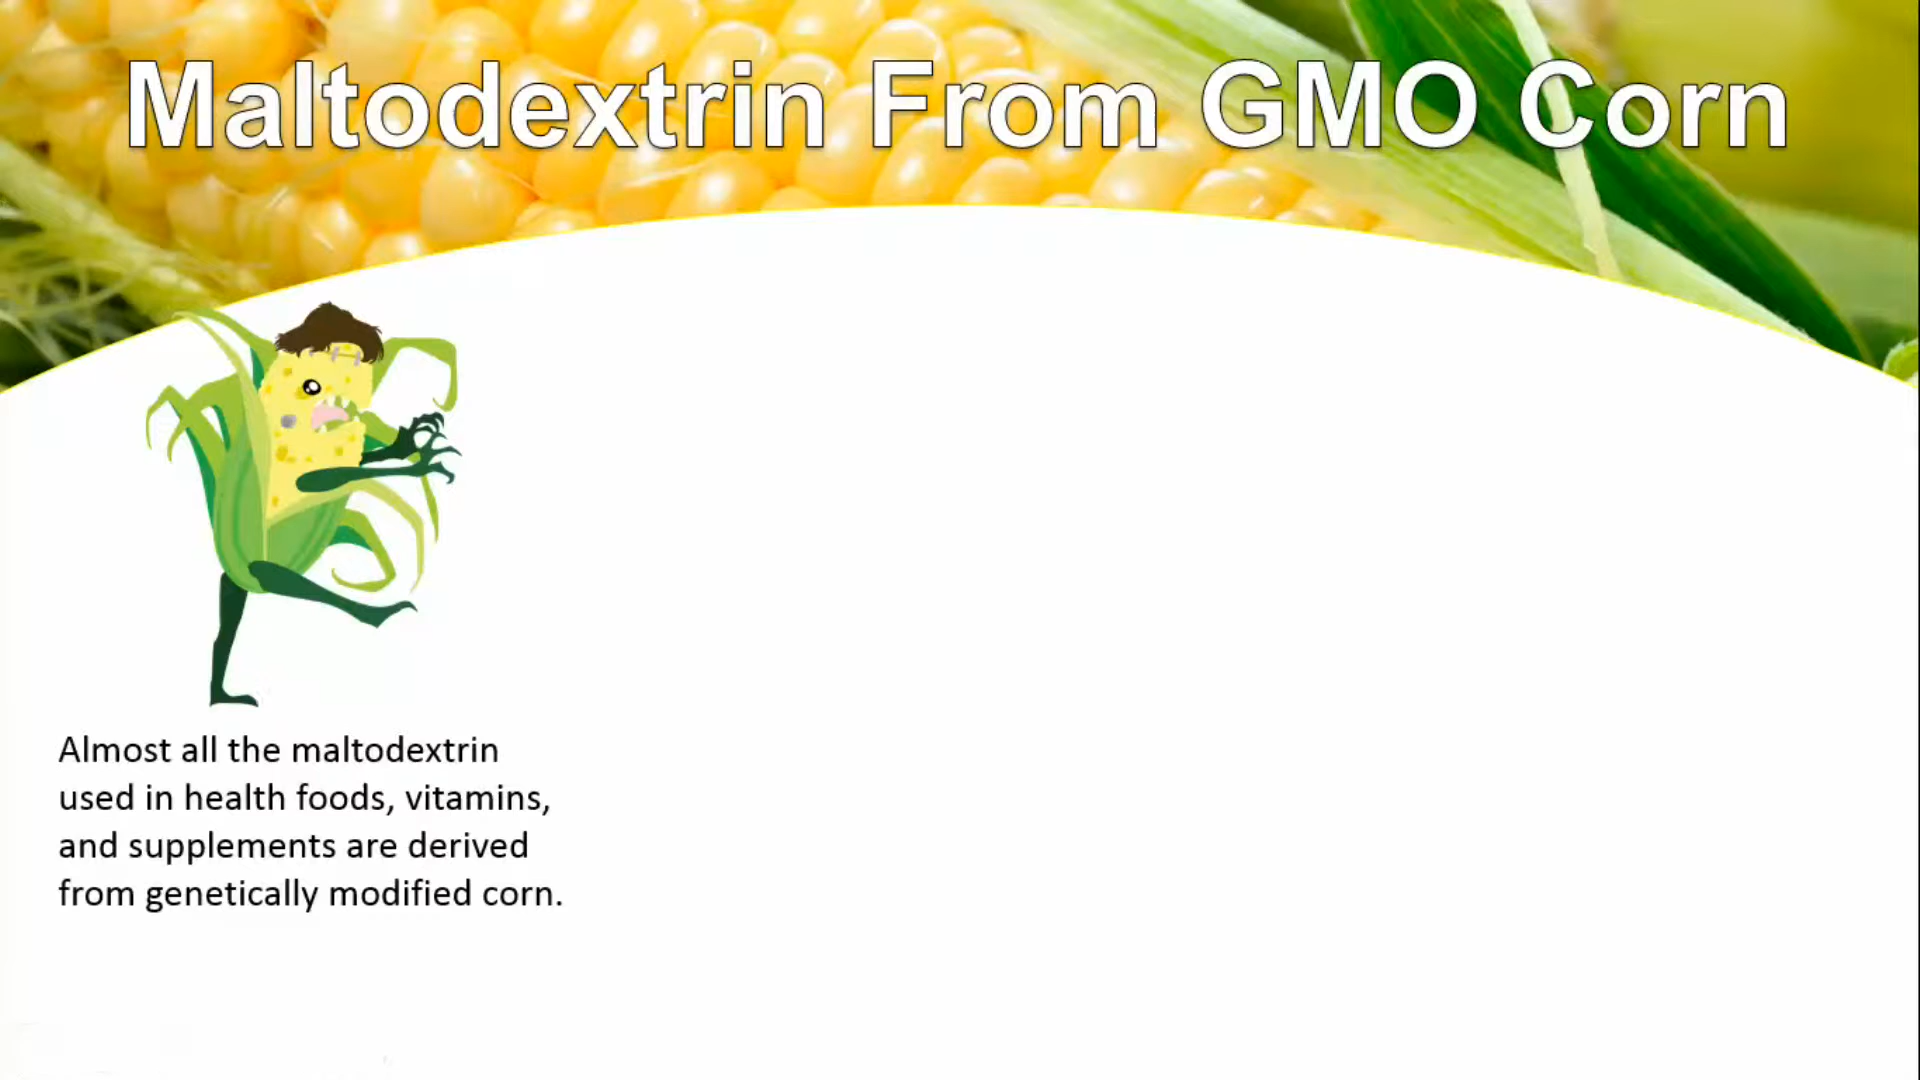 Maltodextrin From GMO Corn
Almost all the maltodextrin
used in health foods, vitamins,
and supplements are derived
from genetically modified corn.